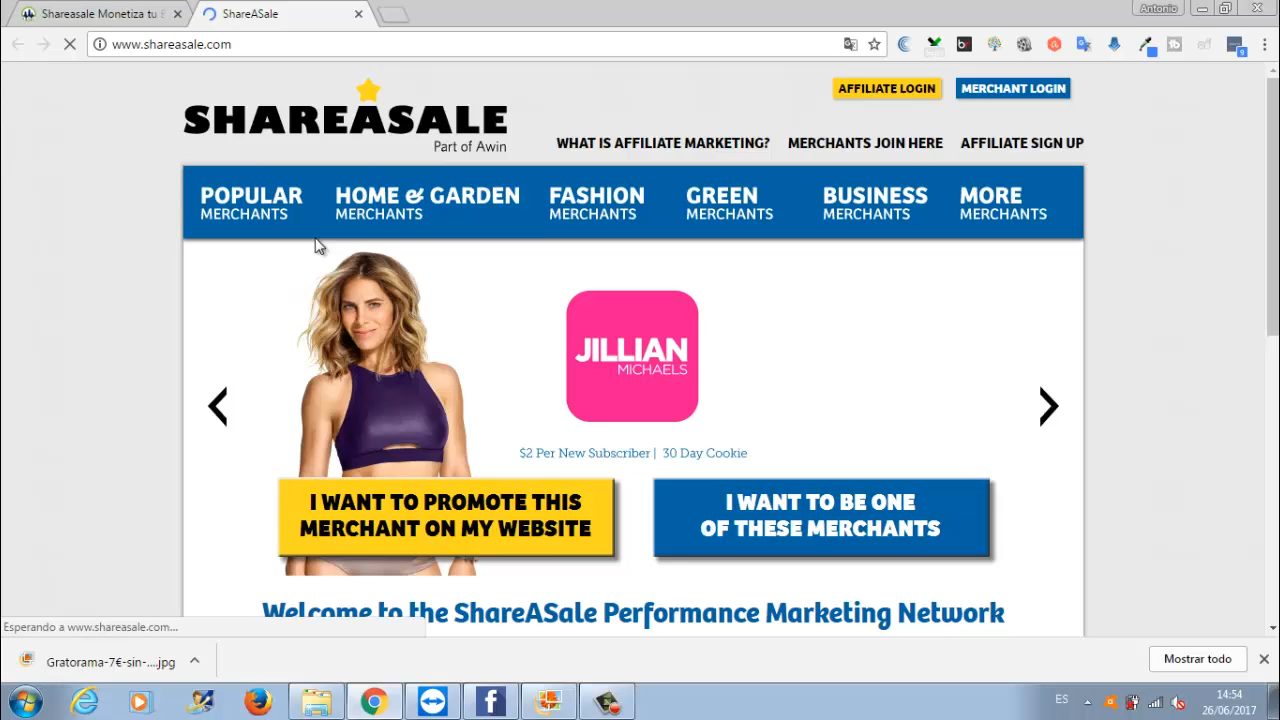 Shareasale Monetiza tu
ShareASale
Antonio
www.shareasale.com
SHAREASALE
Part of Awin
AFFILIATE LOGIN
MERCHANT LOGIN
WHAT IS AFFILIATE MARKETING?
MERCHANTS JOIN HERE
AFFILIATE SIGN UP
POPULAR
MERCHANTS
HOME & GARDEN
MERCHANTS
FASHION
MERCHANTS
GREEN
MERCHANTS
BUSINESS
MERCHANTS
MORE
MERCHANTS
JILLIAN
MICHAELS
$2 Per New Subscriber | 30 Day Cookie
I WANT TO PROMOTE THIS
MERCHANT ON MY WEBSITE
I WANT TO BE ONE
OF THESE MERCHANTS
Welcome to the ShareASale Performance Marketing Network
Esperando a www.shareasale.com...
Gratorama-7€-sin-....jpg
Mostrar todo
ES
14:54
26/06/2017